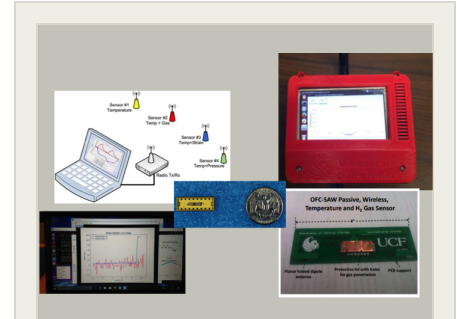 Sensor #1
Temperature
Sensor #2
Temp + Gas
Sensor #3
Temp+Strain
Sensor #4
Temp+Pressure
Radio Tx/Rx
OFC-SAW Passive, Wireless,
Temperature and H₂ Gas Sensor
UCF
Planar folded dipole
antenna
Protective lid with holes
for gas penetration
PCB support